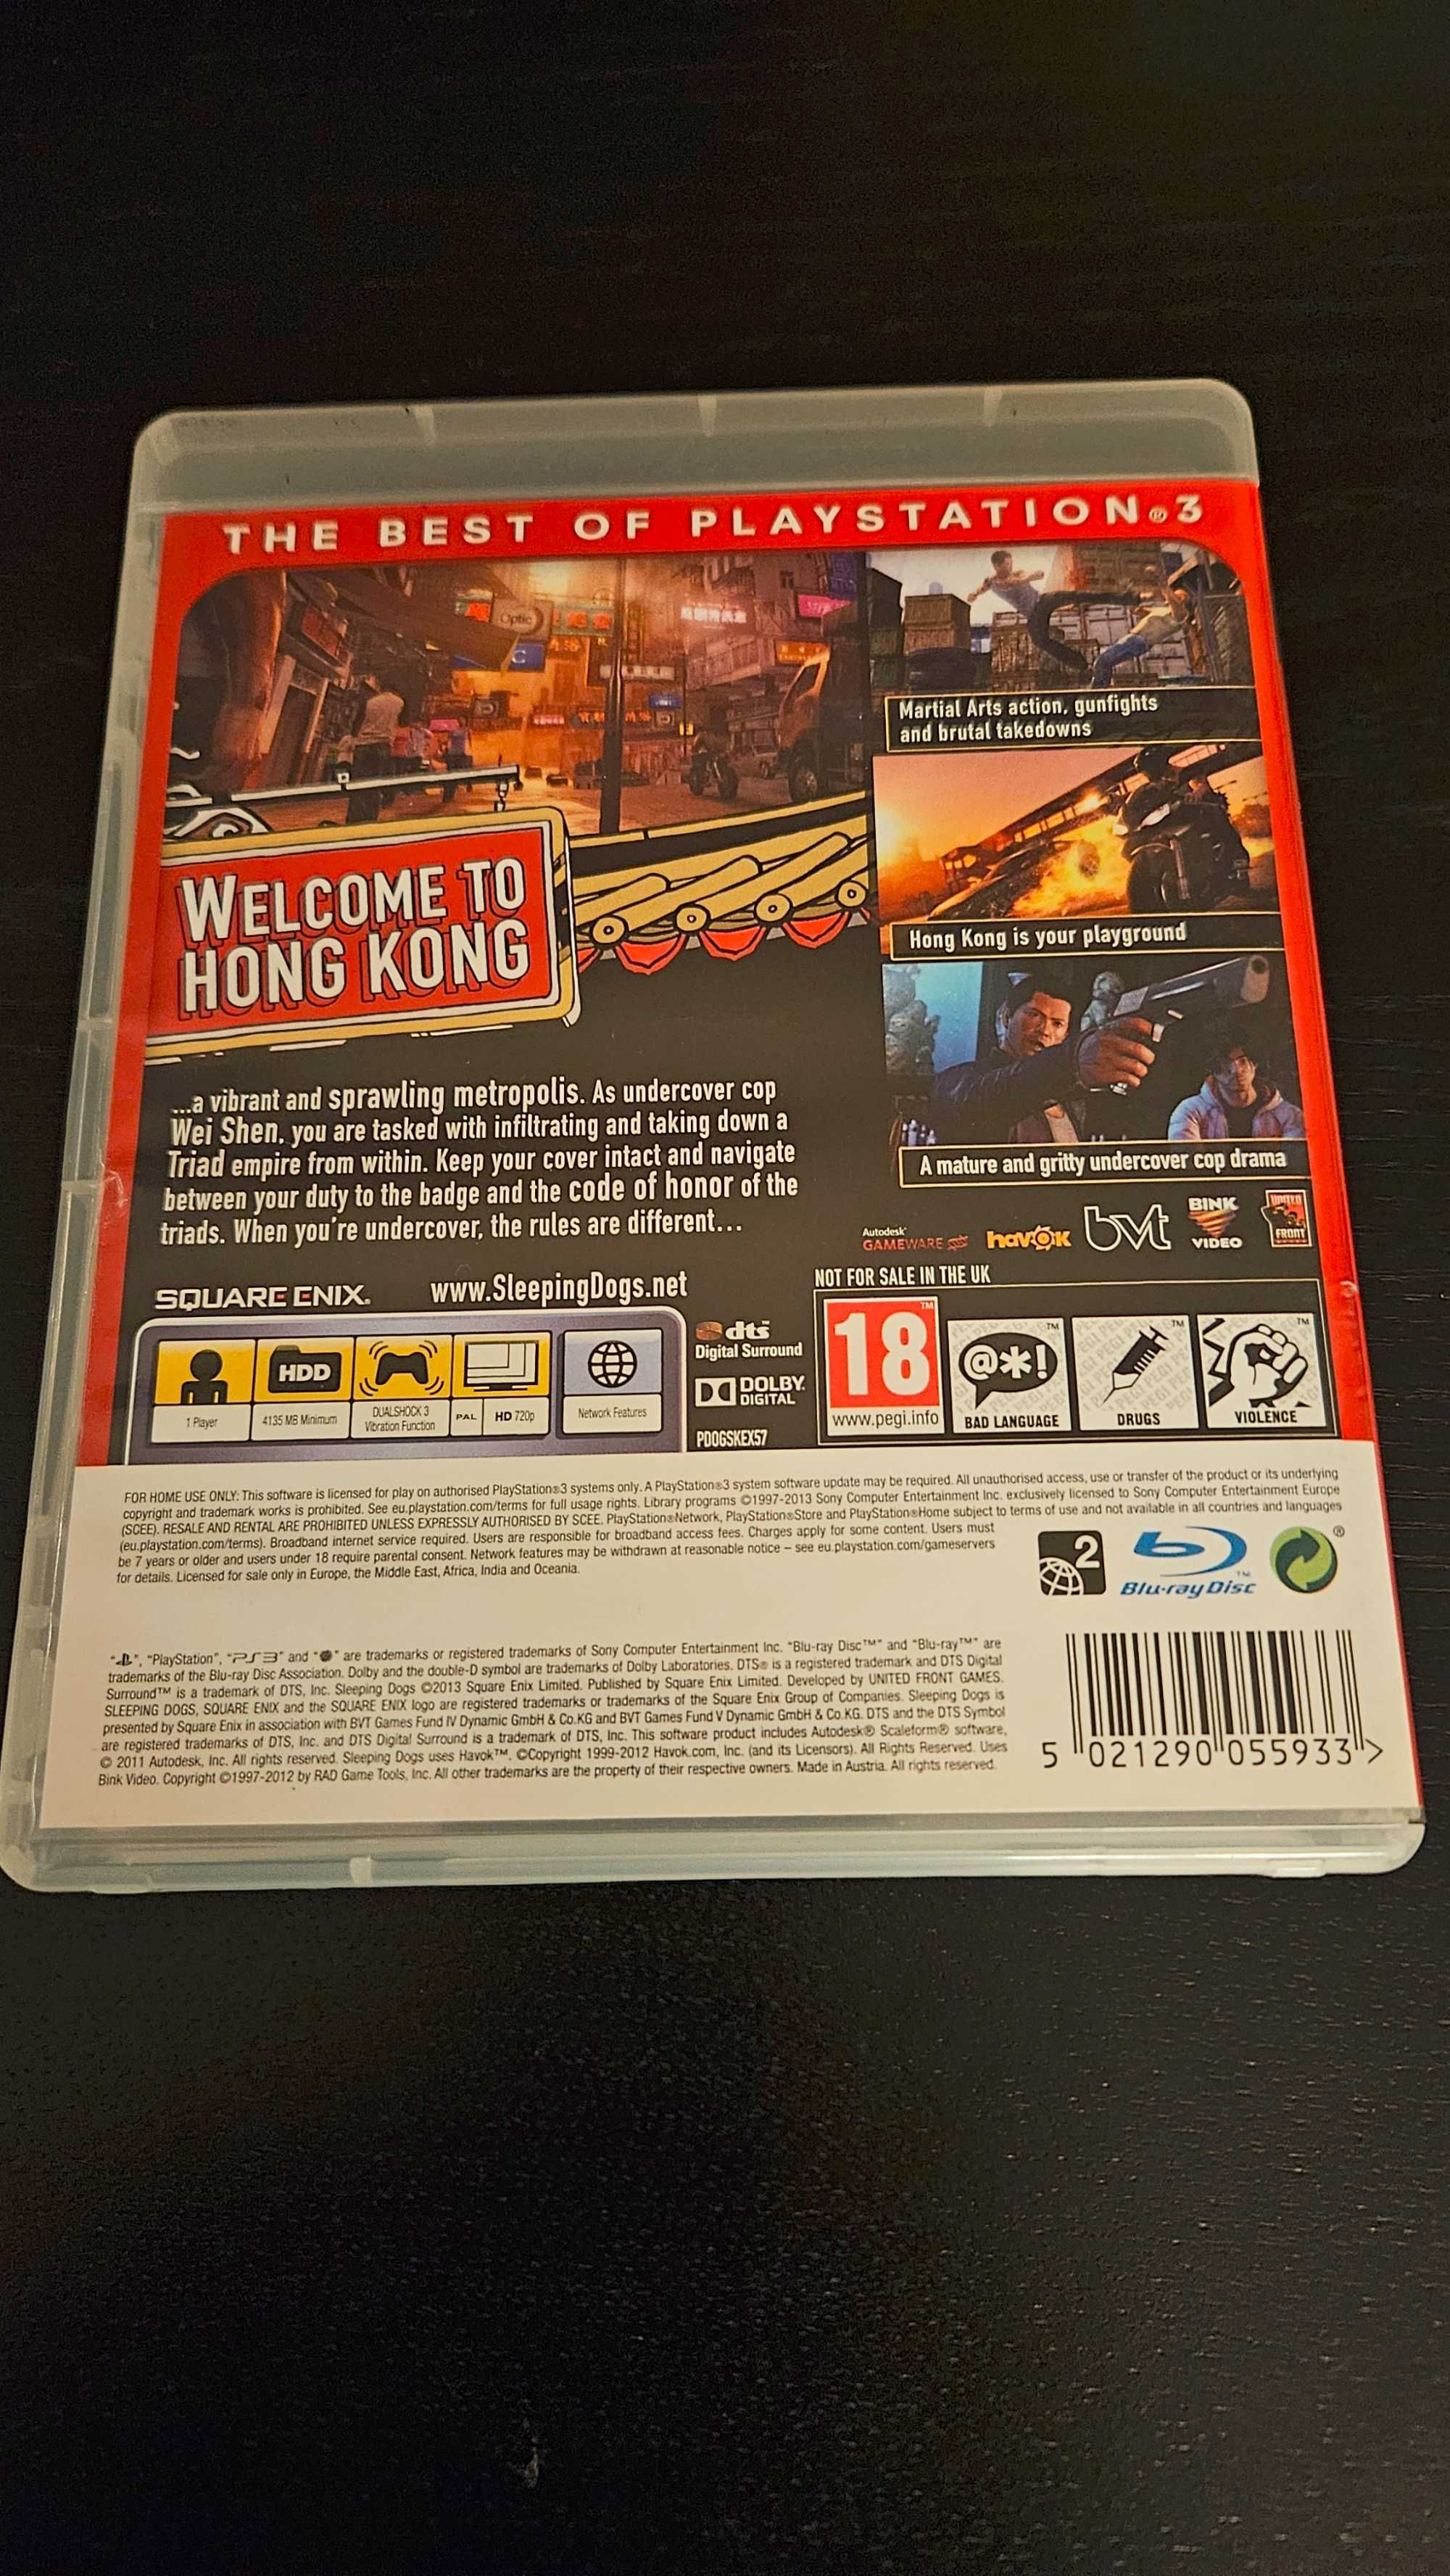 THE BEST OF PLAYSTATION®3
Optic
Martial Arts action, gunfights
and brutal takedowns
WELCOME TO
HONG KONG
Hong Kong is your playground
...a vibrant and sprawling metropolis. As undercover cop
Wei Shen, you are tasked with infiltrating and taking down a
Triad empire from within. Keep your cover intact and navigate
between your duty to the badge and the code of honor of the
triads. When you're undercover, the rules are different...
A mature and gritty undercover cop drama
Autodesk®
GAMEWARE
havok
bvt
BINK
VIDEO
UNITED
FRONT
SQUARE ENIX.
www.SleepingDogs.net
NOT FOR SALE IN THE UK
HDD
1 Player
4135 MB Minimum
DUALSHOCK 3
Vibration Function
PAL
HD 720p
Network Features
dts
Digital Surround
DOLBY.
DIGITAL
PDOGSKEX57
18™
www.pegi.info
@*!
BAD LANGUAGE
DRUGS
VIOLENCE
FOR HOME USE ONLY: This software is licensed for play on authorised PlayStation®3 systems only. A PlayStation®3 system software update may be required. All unauthorised access, use or transfer of the product or its underlying
copyright and trademark works is prohibited. See eu.playstation.com/terms for full usage rights. Library programs ©1997-2013 Sony Computer Entertainment Inc. exclusively licensed to Sony Computer Entertainment Europe
(SCEE). RESALE AND RENTAL ARE PROHIBITED UNLESS EXPRESSLY AUTHORISED BY SCEE. PlayStation®Network, PlayStation®Store and PlayStation®Home subject to terms of use and not available in all countries and languages
(eu.playstation.com/terms). Broadband internet service required. Users are responsible for broadband access fees. Charges apply for some content. Users must
be 7 years or older and users under 18 require parental consent. Network features may be withdrawn at reasonable notice – see eu.playstation.com/gameservers
for details. Licensed for sale only in Europe, the Middle East, Africa, India and Oceania.
2
Blu-ray Disc™
®
"", "PlayStation", "PS3" and "" are trademarks or registered trademarks of Sony Computer Entertainment Inc. "Blu-ray Disc™" and "Blu-ray™" are
trademarks of the Blu-ray Disc Association. Dolby and the double-D symbol are trademarks of Dolby Laboratories. DTS® is a registered trademark and DTS Digital
Surround™ is a trademark of DTS, Inc. Sleeping Dogs ©2013 Square Enix Limited. Published by Square Enix Limited. Developed by UNITED FRONT GAMES.
SLEEPING DOGS, SQUARE ENIX and the SQUARE ENIX logo are registered trademarks or trademarks of the Square Enix Group of Companies. Sleeping Dogs is
presented by Square Enix in association with BVT Games Fund IV Dynamic GmbH & Co.KG and BVT Games Fund V Dynamic GmbH & Co.KG. DTS and the DTS Symbol
are registered trademarks of DTS, Inc. and DTS Digital Surround is a trademark of DTS, Inc. This software product includes Autodesk® Scaleform® software,
© 2011 Autodesk, Inc. All rights reserved. Sleeping Dogs uses Havok™. ©Copyright 1999-2012 Havok.com, Inc. (and its Licensors). All Rights Reserved. Uses
Bink Video. Copyright ©1997-2012 by RAD Game Tools, Inc. All other trademarks are the property of their respective owners. Made in Austria. All rights reserved.
5 021290 055933 >